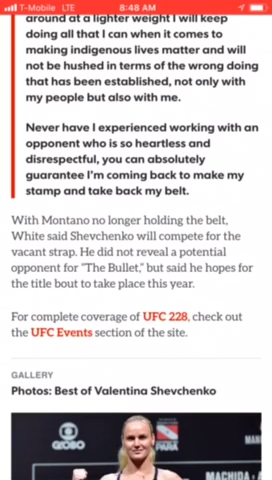 T-Mobile LTE 8:48 AM
around at a lighter weight I will keep
doing all that I can when it comes to
making indigenous lives matter and will
not be hushed in terms of the wrong doing
that has been established, not only with
my people but also with me.
Never have I experienced working with an
opponent who is so heartless and
disrespectful, you can absolutely
guarantee I'm coming back to make my
stamp and take back my belt.
With Montano no longer holding the belt,
White said Shevchenko will compete for the
vacant strap. He did not reveal a potential
opponent for "The Bullet," but said he hopes for
the title bout to take place this year.
For complete coverage of UFC 228, check out
the UFC Events section of the site.
GALLERY
Photos: Best of Valentina Shevchenko
GLOBO
PARÁ
MACHIDA